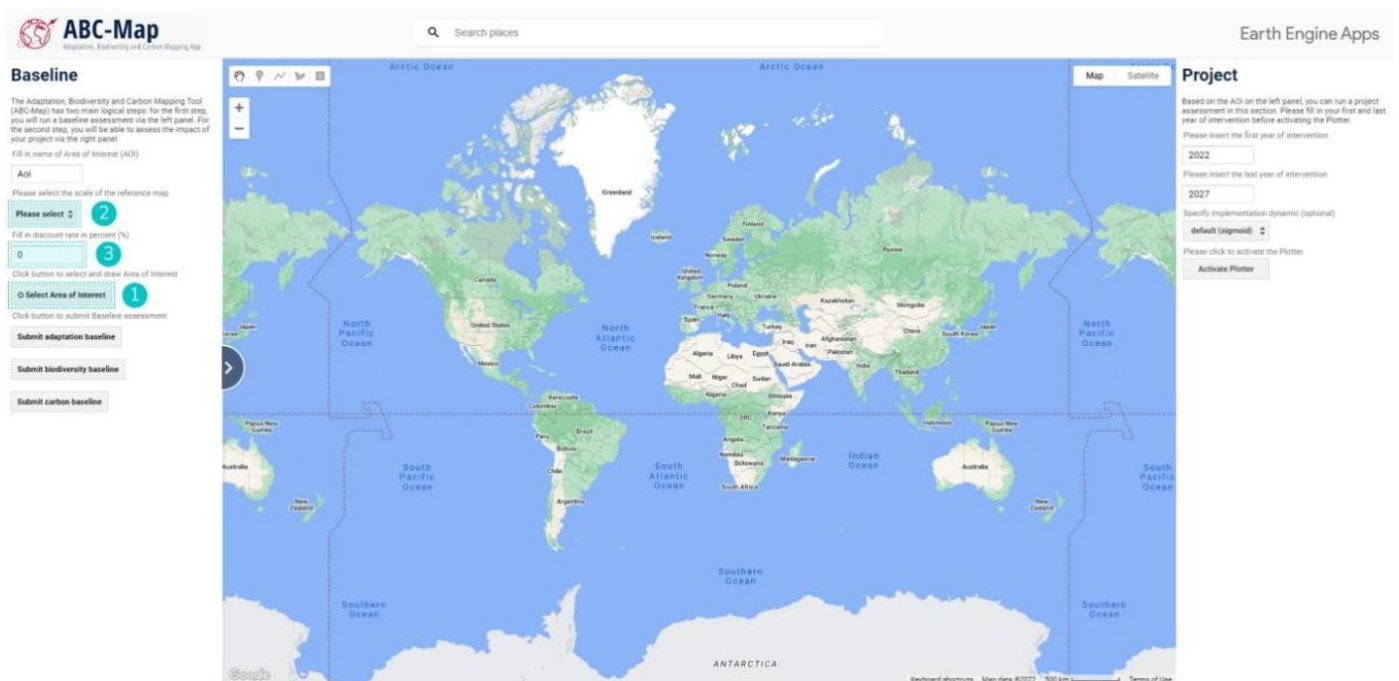 ABC-Map
Adaptation, Biodiversity and Carbon Mapping App
Search places
Earth Engine Apps
Baseline
The Adaptation, Biodiversity and Carbon Mapping Tool
(ABC-Map) has two main logical steps: for the first step,
you will run a baseline assessment via the left panel. For
the second step, you will be able to assess the impact of
your project via the right panel.
Fill in name of Area of Interest (AOI)
Aoi
Please select the scale of the reference map
Please select
2
Fill in discount rate in percent (%)
0
3
Click button to select and draw Area of Interest
Select Area of Interest
1
Click button to submit Baseline assessment
Submit adaptation baseline
Submit biodiversity baseline
Submit carbon baseline
Map
Satellite
+
−
Arctic Ocean
Arctic Ocean
Greenland
Iceland
Finland
Sweden
Norway
Russia
United
Kingdom
Poland
Germany
Ukraine
France
Italy
Spain
Turkey
Kazakhstan
Mongolia
China
South Korea
Japan
Japan
Canada
United States
Mexico
North
Pacific
Ocean
North
Atlantic
Ocean
North
Pacific
Ocean
Algeria
Libya
Egypt
Iraq
Iran
Afghanistan
Pakistan
Saudi Arabia
India
Thailand
Mali
Niger
Chad
Sudan
Nigeria
Ethiopia
DRC
Kenya
Tanzania
Angola
Namibia
Botswana
Madagascar
South Africa
Venezuela
Colombia
Peru
Brazil
Bolivia
Chile
Argentina
Indonesia
Papua New
Guinea
Papua New
Guinea
Australia
Australia
New
Zealand
New
Zealand
South
Pacific
Ocean
South
Atlantic
Ocean
Indian
Ocean
South
Pacific
Ocean
Southern
Ocean
Southern
Ocean
Southern
Ocean
ANTARCTICA
Google
Keyboard shortcuts
Map data ©2022
500 km
Terms of Use
Project
Based on the AOI on the left panel, you can run a project
assessment in this section. Please fill in your first and last
year of intervention before activating the Plotter.
Please insert the first year of intervention
2022
Please insert the last year of intervention
2027
Specify implementation dynamic (optional)
default (sigmoid)
Please click to activate the Plotter
Activate Plotter